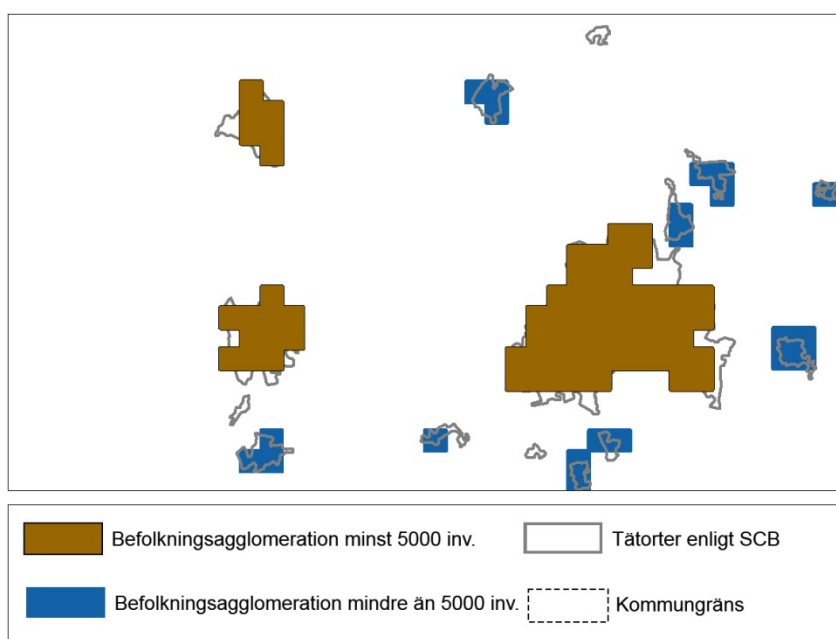 Befolkningsagglomeration minst 5000 inv.
Tätorter enligt SCB
Befolkningsagglomeration mindre än 5000 inv.
Kommungräns